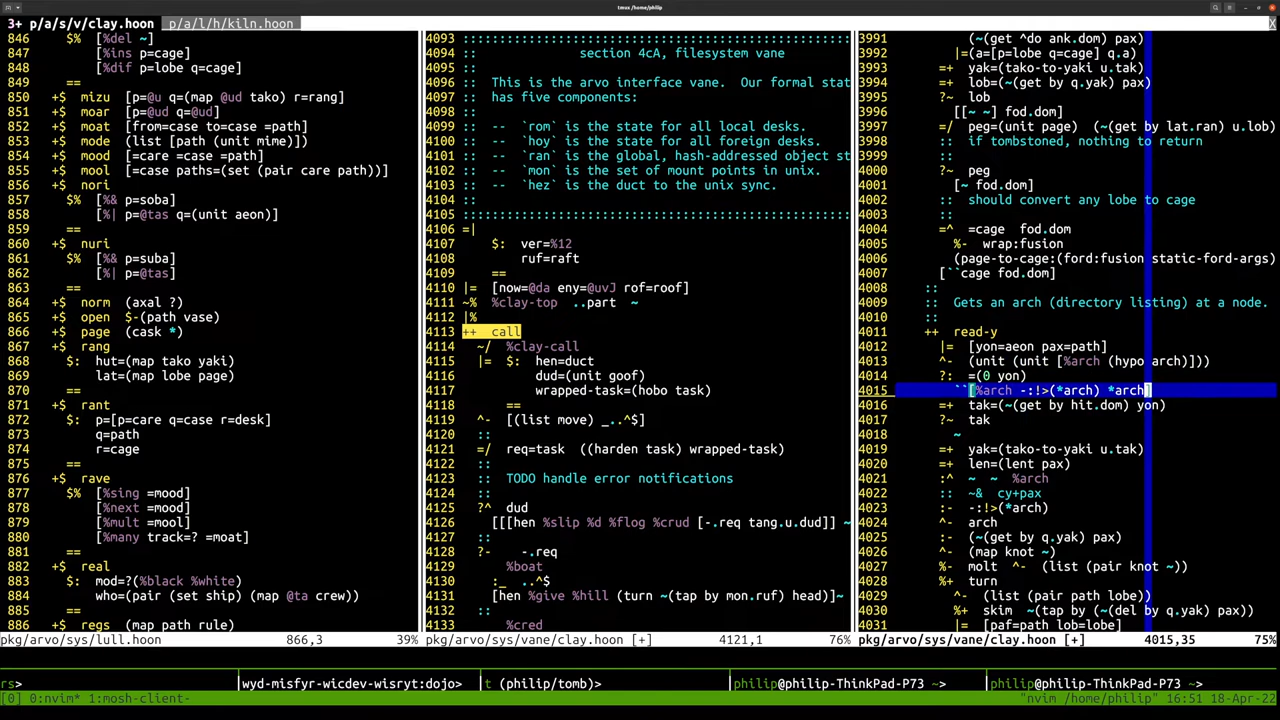 tmux /home/philip
3+ p/a/s/v/clay.hoon  p/a/l/h/kiln.hoon X
846 $% [%del ~]
847 [%ins p=cage]
848 [%dif p=lobe q=cage]
849 ==
850 +$ mizu [p=@u q=(map @ud tako) r=rang]
851 +$ moar [p=@ud q=@ud]
852 +$ moat [from=case to=case =path]
853 +$ mode (list [path (unit mime)])
854 +$ mood [=care =case =path]
855 +$ mool [=case paths=(set (pair care path))]
856 +$ nori
857 $% [%& p=soba]
858 [%| p=@tas q=(unit aeon)]
859 ==
860 +$ nuri
861 $% [%& p=suba]
862 [%| p=@tas]
863 ==
864 +$ norm (axal ?)
865 +$ open $-(path vase)
866 +$ page (cask *)
867 +$ rang
868 $: hut=(map tako yaki)
869 lat=(map lobe page)
870 ==
871 +$ rant
872 $: p=[p=care q=case r=desk]
873 q=path
874 r=cage
875 ==
876 +$ rave
877 $% [%sing =mood]
878 [%next =mood]
879 [%mult =mool]
880 [%many track=? =moat]
881 ==
882 +$ real
883 $: mod=?(%black %white)
884 who=(pair (set ship) (map @ta crew))
885 ==
886 +$ regs (map path rule)
pkg/arvo/sys/lull.hoon 866,3 39%
4093 ::::::::::::::::::::::::::::::::::::::::::::::::::::::::::::::
4094 :: section 4cA, filesystem vane
4095 ::
4096 :: This is the arvo interface vane. Our formal stat
4097 :: has five components:
4098 ::
4099 :: -- `rom` is the state for all local desks.
4100 :: -- `hoy` is the state for all foreign desks.
4101 :: -- `ran` is the global, hash-addressed object st
4102 :: -- `mon` is the set of mount points in unix.
4103 :: -- `hez` is the duct to the unix sync.
4104 ::
4105 ::::::::::::::::::::::::::::::::::::::::::::::::::::::::::::::
4106 =|
4107 $: ver=%12
4108 ruf=raft
4109 ==
4110 |= [now=@da eny=@uvJ rof=roof]
4111 ~% %clay-top ..part ~
4112 |%
4113 ++ call
4114 ~/ %clay-call
4115 |= $: hen=duct
4116 dud=(unit goof)
4117 wrapped-task=(hobo task)
4118 ==
4119 ^- [(list move) _..^$]
4120 ::
4121 =/ req=task ((harden task) wrapped-task)
4122 ::
4123 :: TODO handle error notifications
4124 ::
4125 ?^ dud
4126 [[[hen %slip %d %flog %crud [-.req tang.u.dud]] ~
4127 ::
4128 ?- -.req
4129 %boat
4130 :_ ..^$
4131 [hen %give %hill (turn ~(tap by mon.ruf) head)]~
4132 ::
4133 %cred
pkg/arvo/sys/vane/clay.hoon [+] 4121,1 76%
3991 (~(get ^do ank.dom) pax)
3992 |=(a=[p=lobe q=cage] q.a)
3993 =+ yak=(tako-to-yaki u.tak)
3994 =+ lob=(~(get by q.yak) pax)
3995 ?~ lob
3996 [[~ ~] fod.dom]
3997 =/ peg=(unit page) (~(get by lat.ran) u.lob)
3998 :: if tombstoned, nothing to return
3999 ::
4000 ?~ peg
4001 [~ fod.dom]
4002 :: should convert any lobe to cage
4003 ::
4004 =^ =cage fod.dom
4005 %- wrap:fusion
4006 (page-to-cage:(ford:fusion static-ford-args)
4007 [``cage fod.dom]
4008 ::
4009 :: Gets an arch (directory listing) at a node.
4010 ::
4011 ++ read-y
4012 |= [yon=aeon pax=path]
4013 ^- (unit (unit [%arch (hypo arch)]))
4014 ?: =(0 yon)
4015 ``[%arch -:!>(*arch) *arch]
4016 =+ tak=(~(get by hit.dom) yon)
4017 ?~ tak
4018 ~
4019 =+ yak=(tako-to-yaki u.tak)
4020 =+ len=(lent pax)
4021 :^ ~ ~ %arch
4022 :: ~& cy+pax
4023 :- -:!>(*arch)
4024 ^- arch
4025 :- (~(get by q.yak) pax)
4026 ^- (map knot ~)
4027 %- molt ^- (list (pair knot ~))
4028 %+ turn
4029 ^- (list (pair path lobe))
4030 %+ skim ~(tap by (~(del by q.yak) pax))
4031 |= [paf=path lob=lobe]
pkg/arvo/sys/vane/clay.hoon [+] 4015,35 75%
rs> |wyd-misfyr-wicdev-wisryt:dojo> |t (philip/tomb)> |philip@philip-ThinkPad-P73 ~> |philip@philip-ThinkPad-P73 ~>
[0] 0:nvim* 1:mosh-client- "nvim /home/philip" 16:51 18-Apr-22